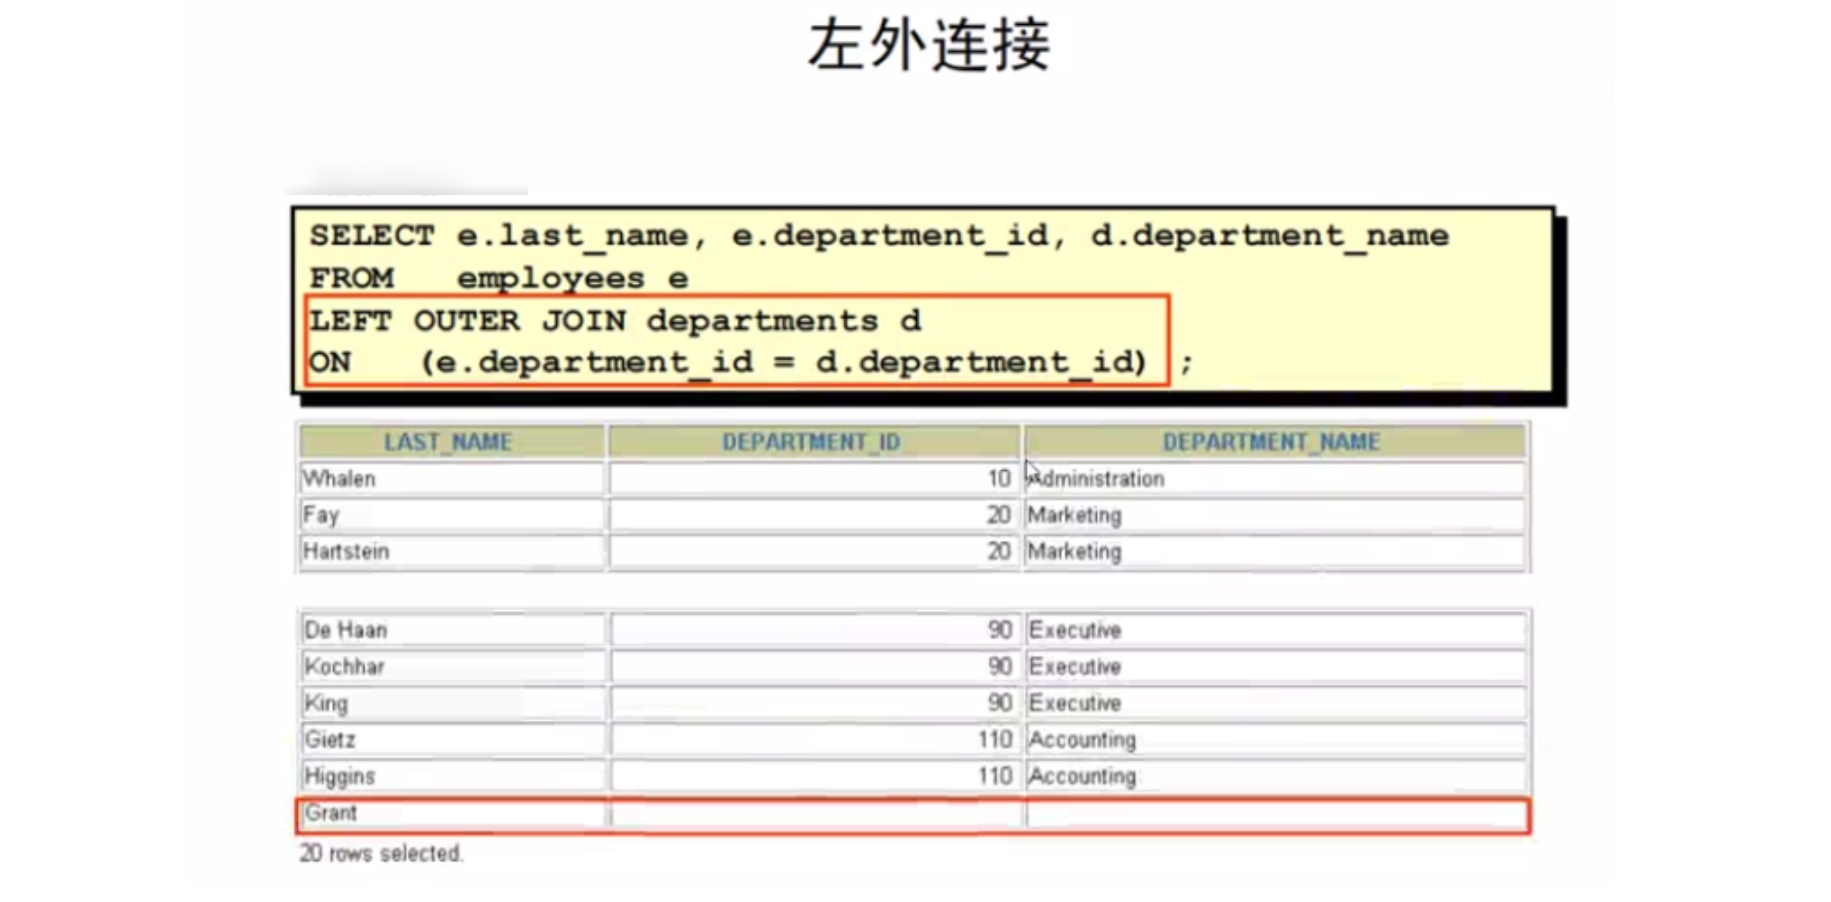 左外连接
SELECT e.last_name, e.department_id, d.department_name
FROM employees e
LEFT OUTER JOIN departments d
ON (e.department_id = d.department_id) ;
LAST_NAME DEPARTMENT_ID DEPARTMENT_NAME
Whalen 10 Administration
Fay 20 Marketing
Hartstein 20 Marketing
De Haan 90 Executive
Kochhar 90 Executive
King 90 Executive
Gietz 110 Accounting
Higgins 110 Accounting
Grant
20 rows selected.